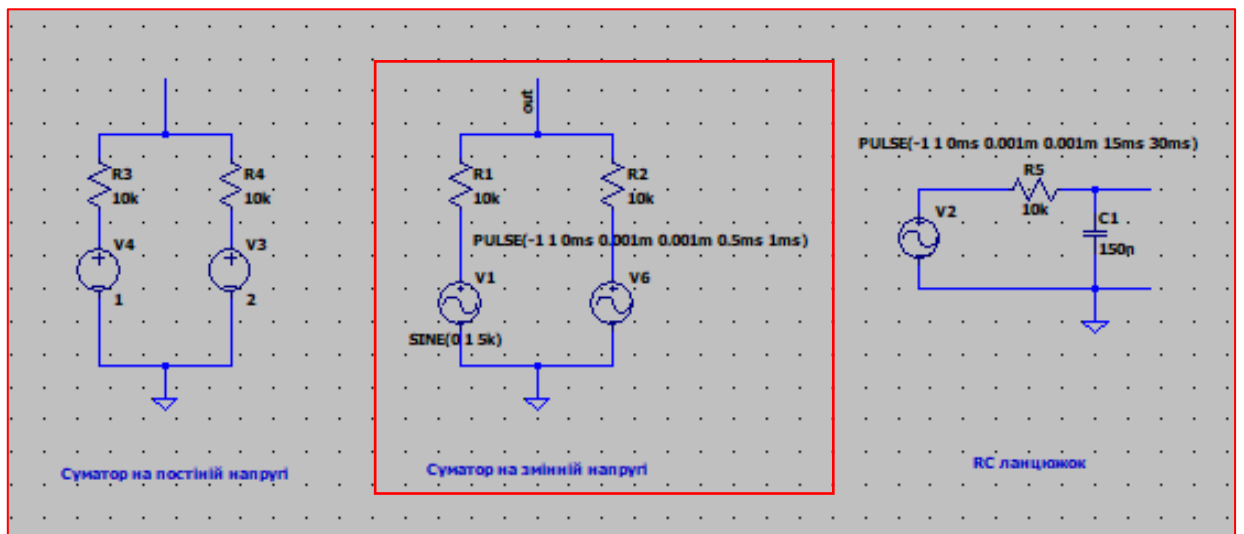 R3
10k
R4
10k
V4
1
V3
2
Суматор на постіній напругі
out
R1
10k
R2
10k
PULSE(-1 1 0ms 0.001m 0.001m 0.5ms 1ms)
V1
V6
SINE(0 1 5k)
Суматор на змінній напругі
PULSE(-1 1 0ms 0.001m 0.001m 15ms 30ms)
R5
10k
V2
C1
150n
RC ланцюжок